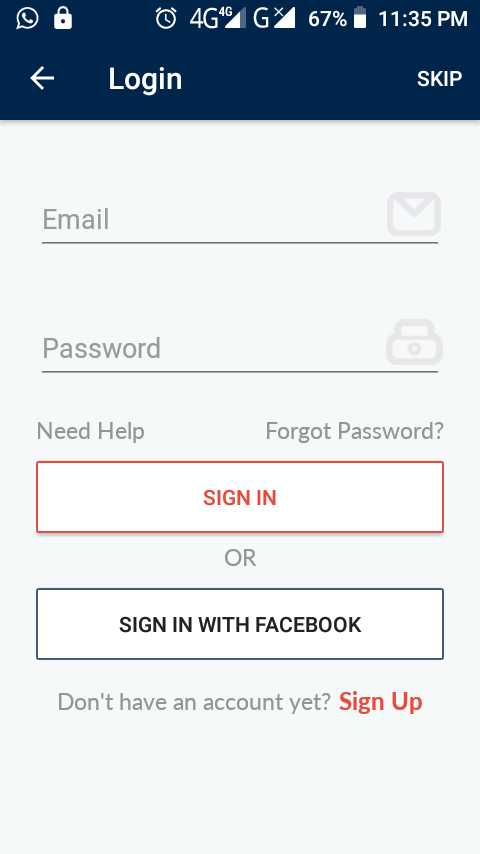 4G 4G G 67% 11:35 PM
Login SKIP
Email
Password
Need Help Forgot Password?
SIGN IN
OR
SIGN IN WITH FACEBOOK
Don't have an account yet? Sign Up